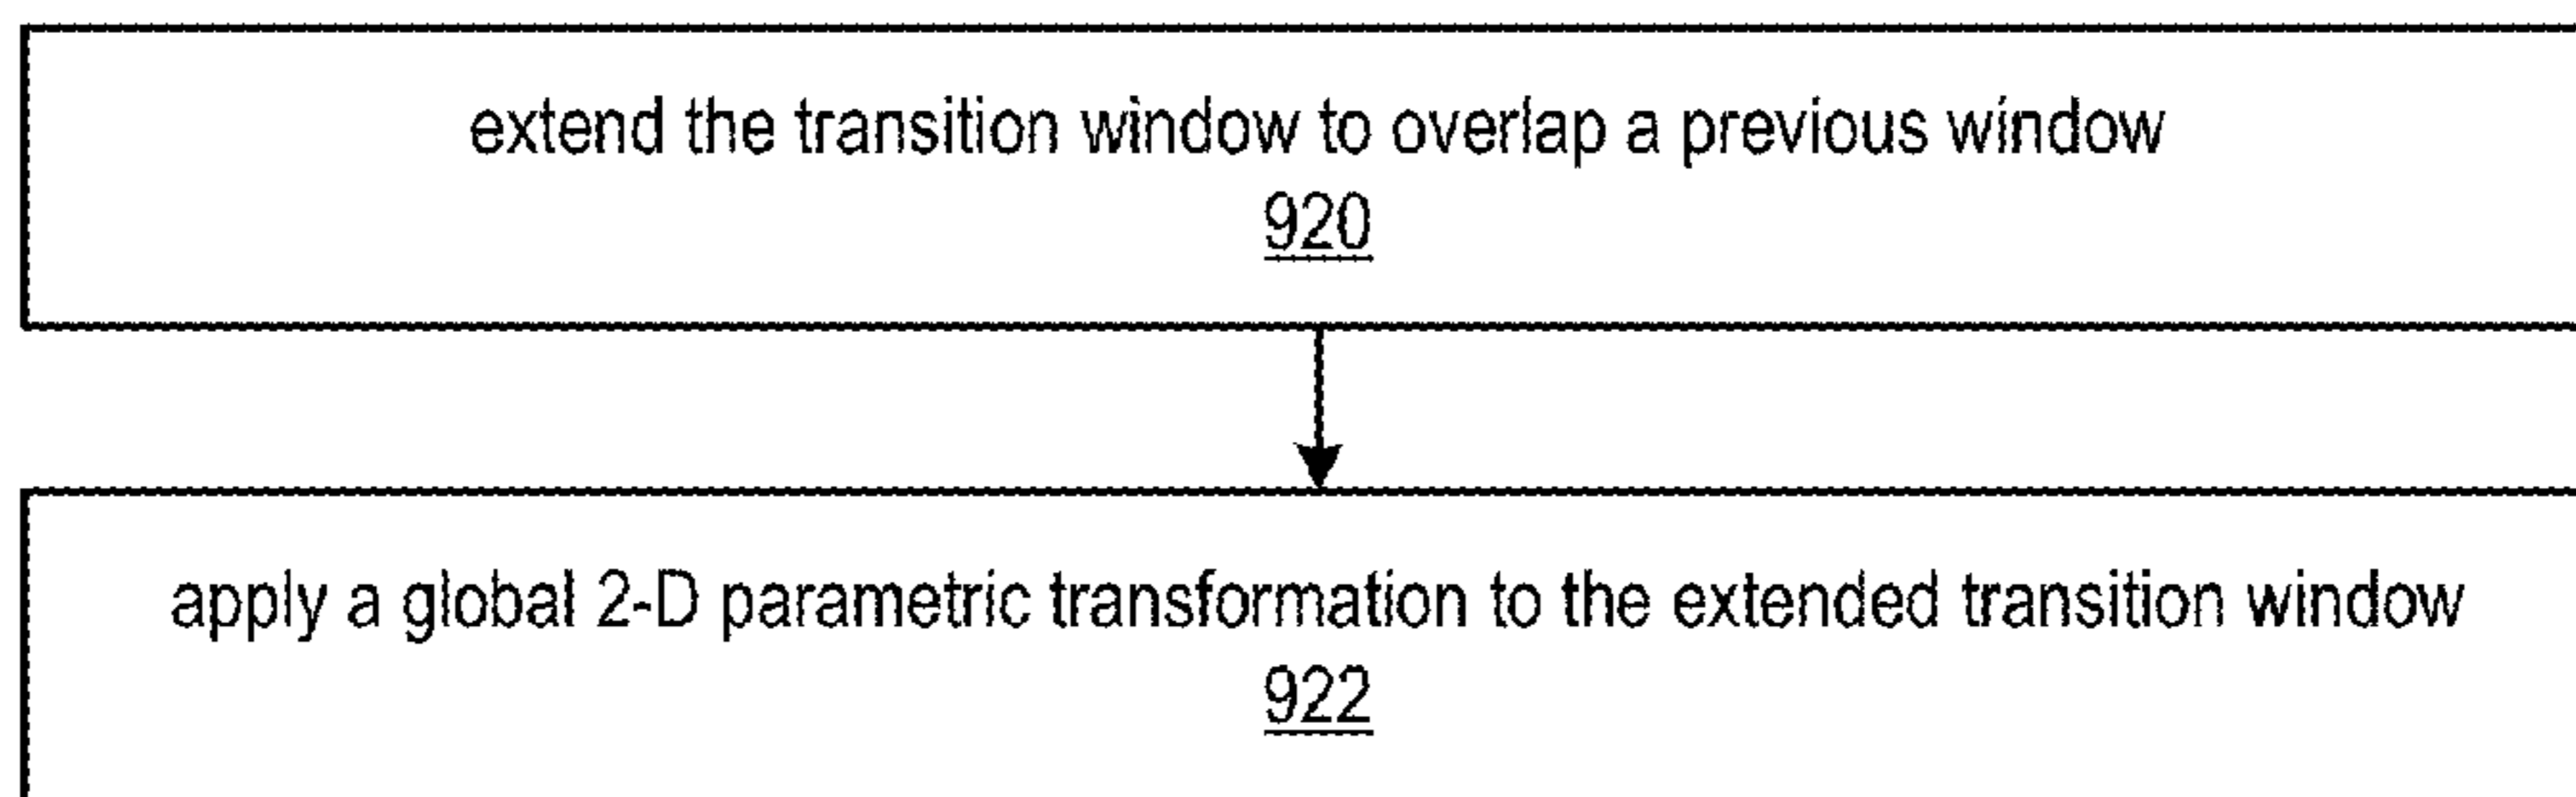 extend the transition window to overlap a previous window
920
apply a global 2-D parametric transformation to the extended transition window
922